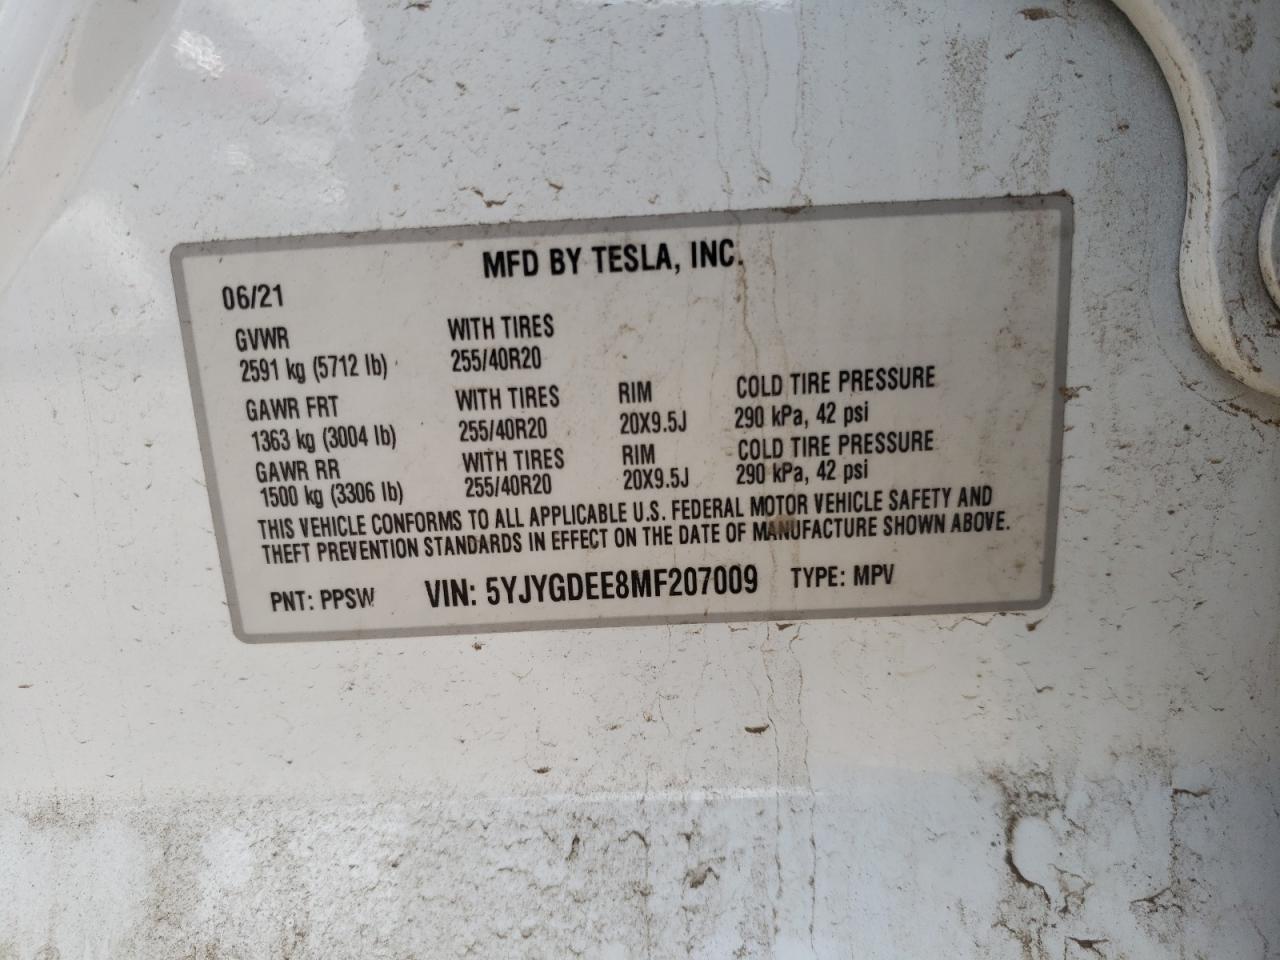 MFD BY TESLA, INC.
06/21
GVWR WITH TIRES
2591 kg (5712 lb) 255/40R20
GAWR FRT WITH TIRES RIM COLD TIRE PRESSURE
1363 kg (3004 lb) 255/40R20 20X9.5J 290 kPa, 42 psi
GAWR RR WITH TIRES RIM COLD TIRE PRESSURE
1500 kg (3306 lb) 255/40R20 20X9.5J 290 kPa, 42 psi
THIS VEHICLE CONFORMS TO ALL APPLICABLE U.S. FEDERAL MOTOR VEHICLE SAFETY AND
THEFT PREVENTION STANDARDS IN EFFECT ON THE DATE OF MANUFACTURE SHOWN ABOVE.
PNT: PPSW VIN: 5YJYGDEE8MF207009 TYPE: MPV